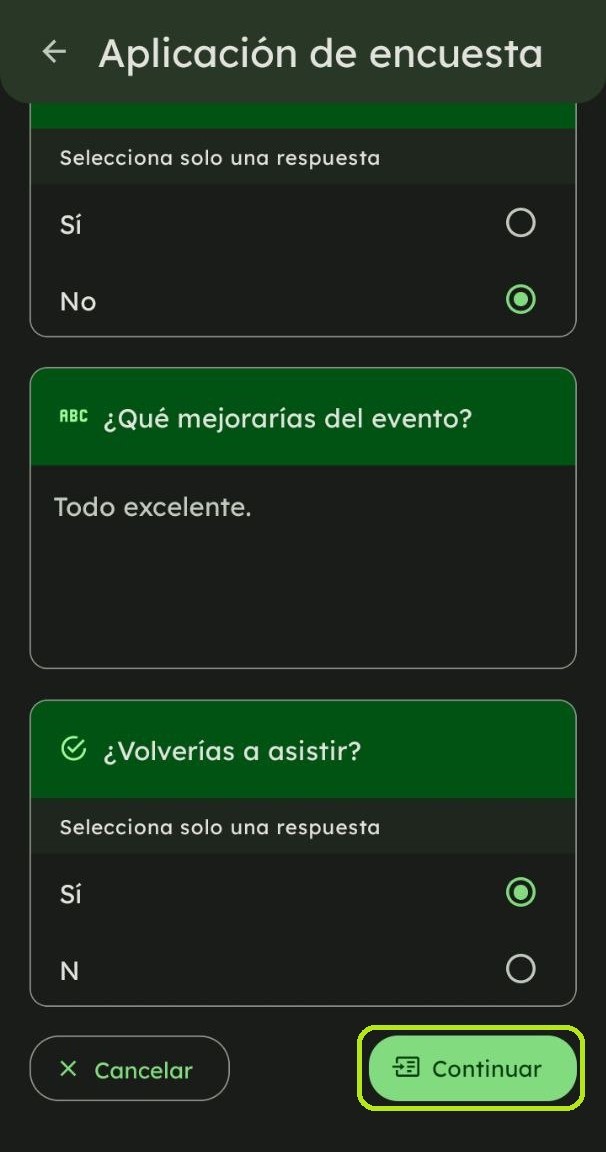 Aplicación de encuesta
Selecciona solo una respuesta
Sí
No
ABC ¿Qué mejorarías del evento?
Todo excelente.
¿Volverías a asistir?
Selecciona solo una respuesta
Sí
N
Cancelar
Continuar